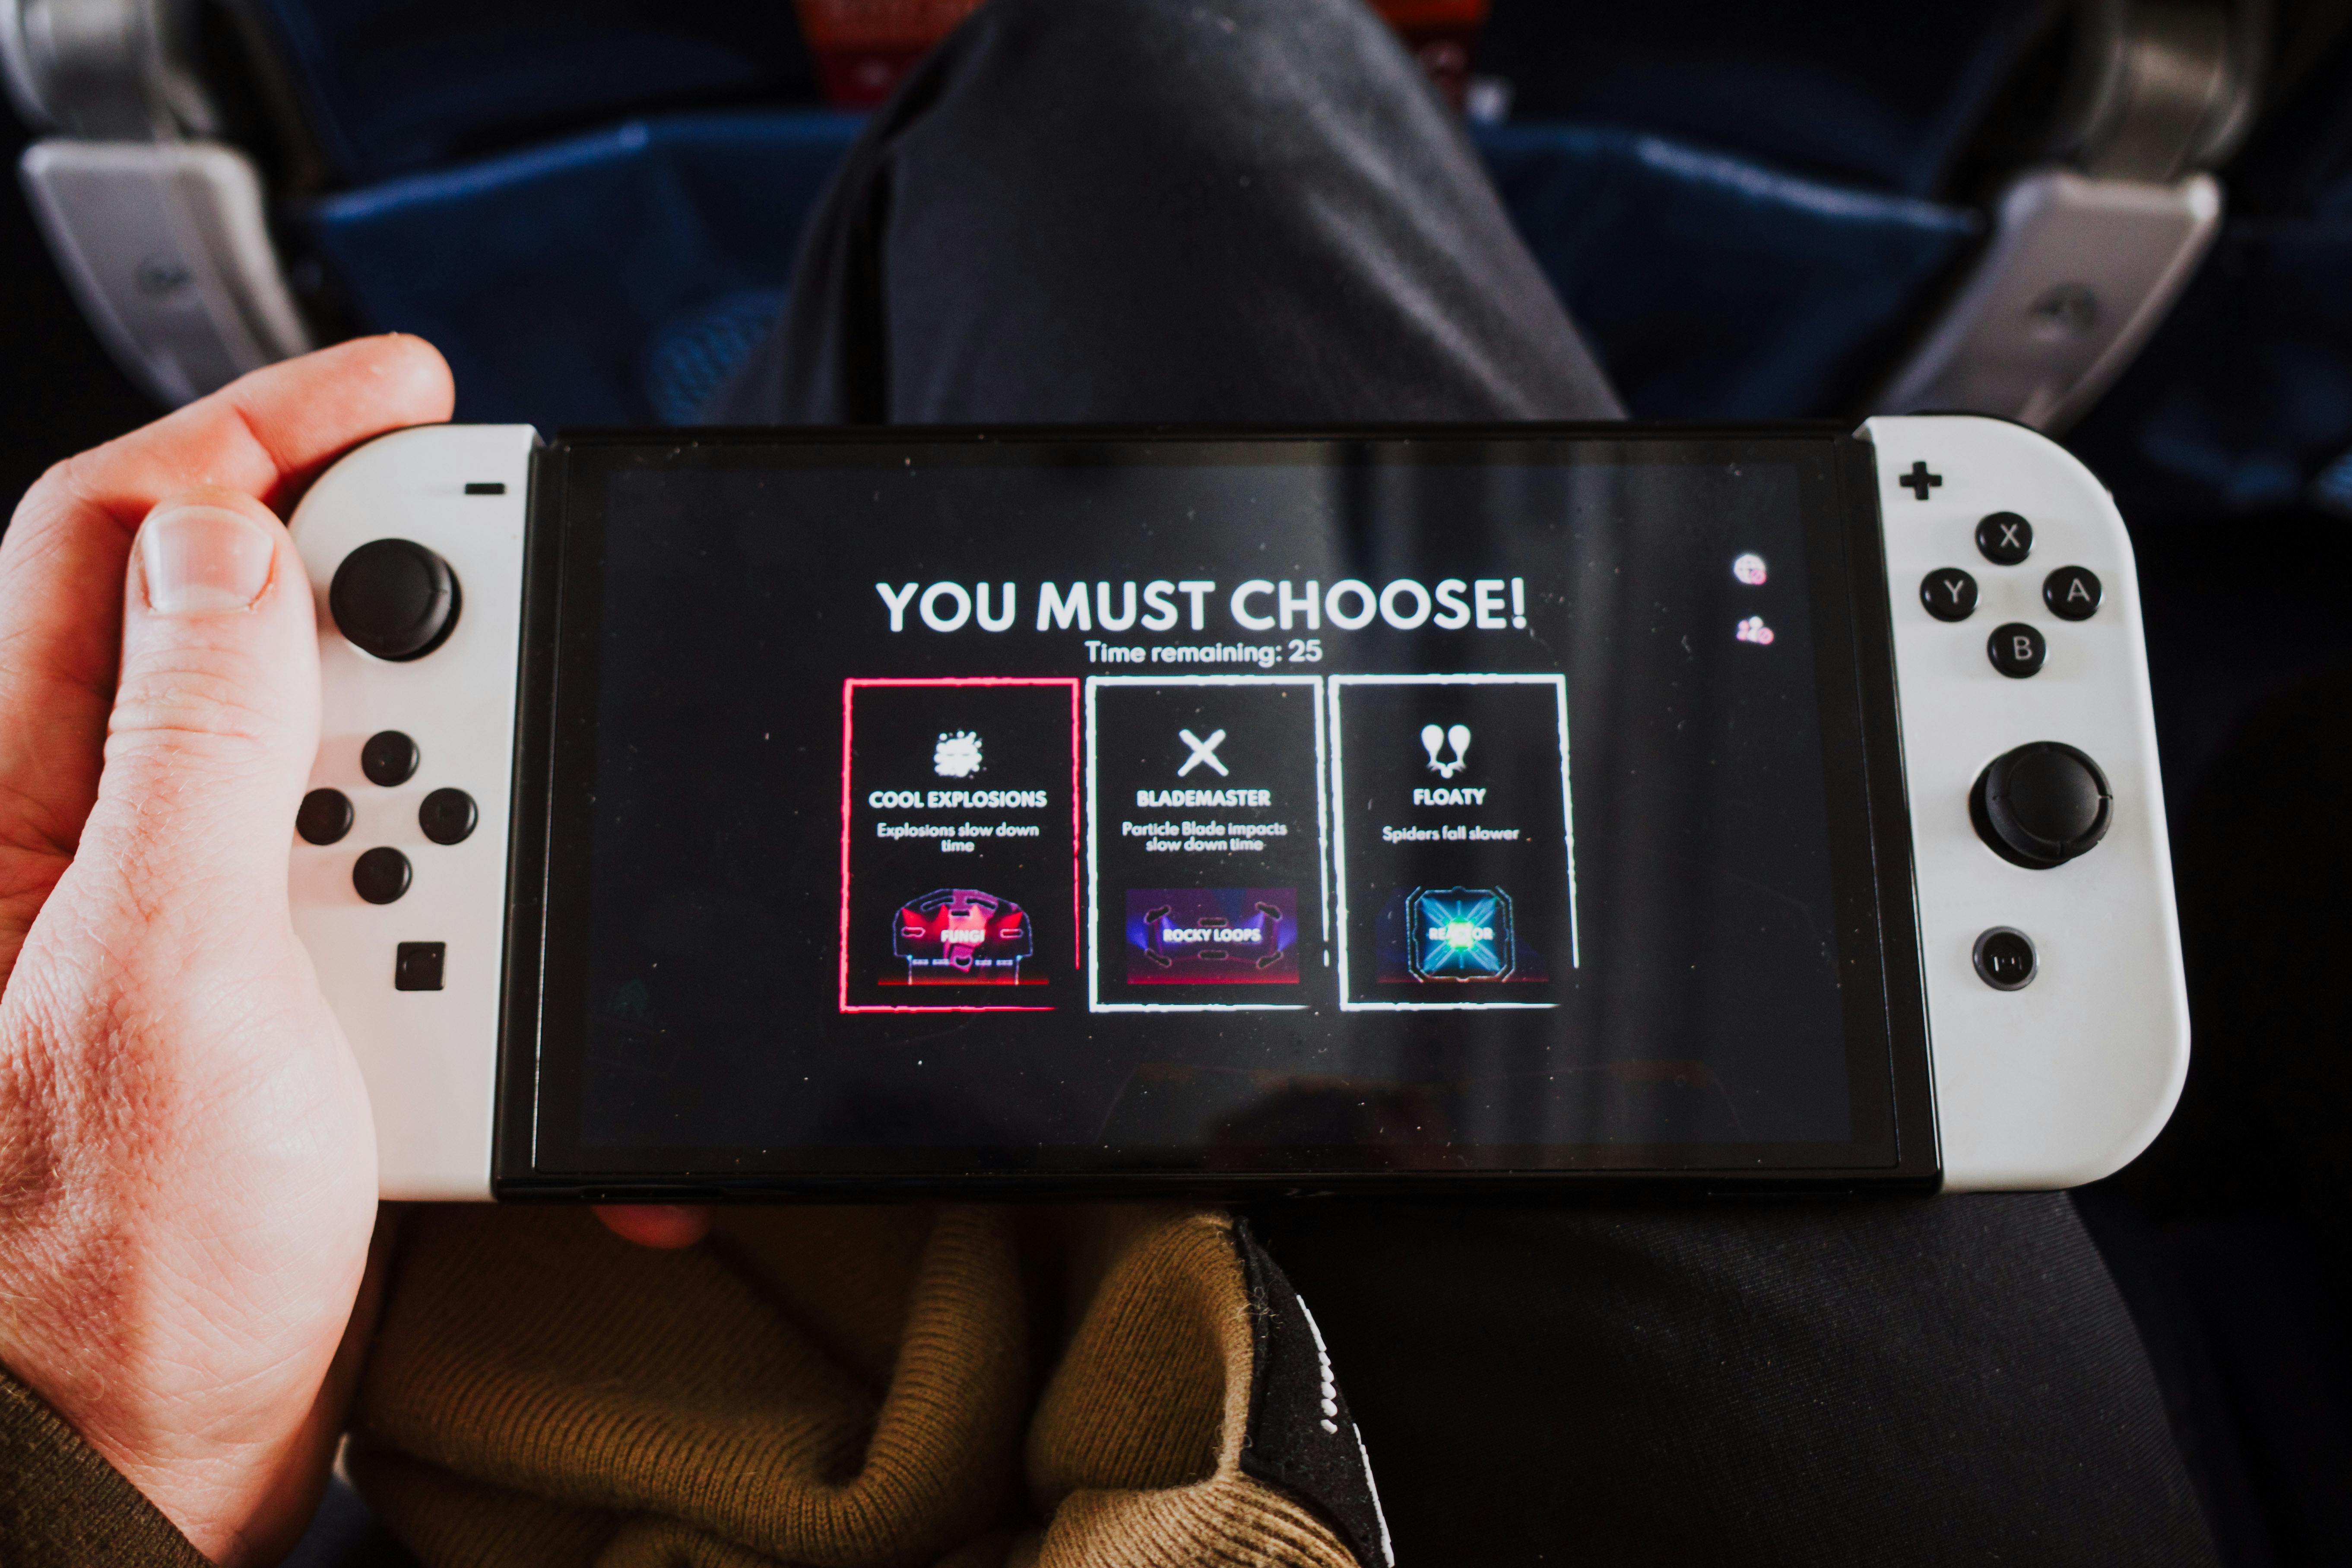 YOU MUST CHOOSE!
Time remaining: 25
COOL EXPLOSIONS
Explosions slow down
time
FUNGI
BLADEMASTER
Particle Blade impacts
slow down time
ROCKY LOOPS
FLOATY
Spiders fall slower
REACTOR
X
Y
A
B